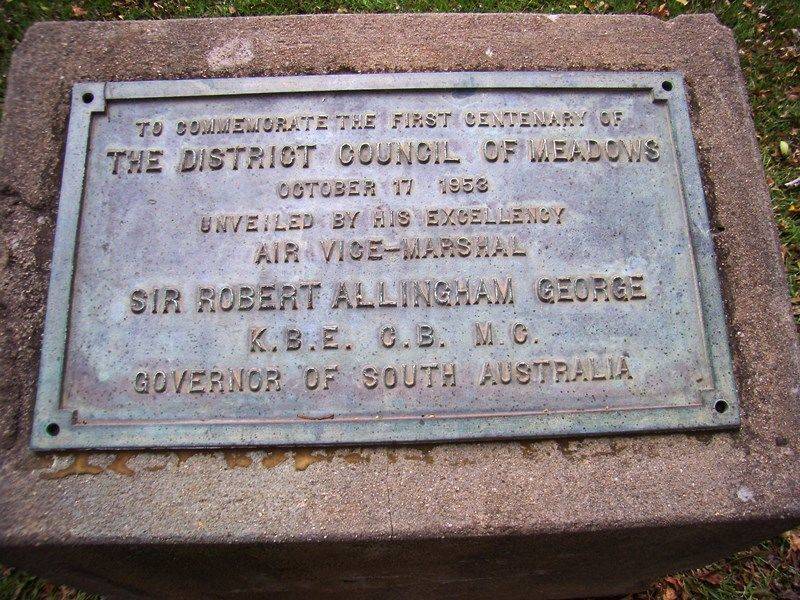 TO COMMEMORATE THE FIRST CENTENARY OF
THE DISTRICT COUNCIL OF MEADOWS
OCTOBER 17 1953
UNVEILED BY HIS EXCELLENCY
AIR VICE-MARSHAL
SIR ROBERT ALLINGHAM GEORGE
K.B.E. C.B. M.C.
GOVERNOR OF SOUTH AUSTRALIA